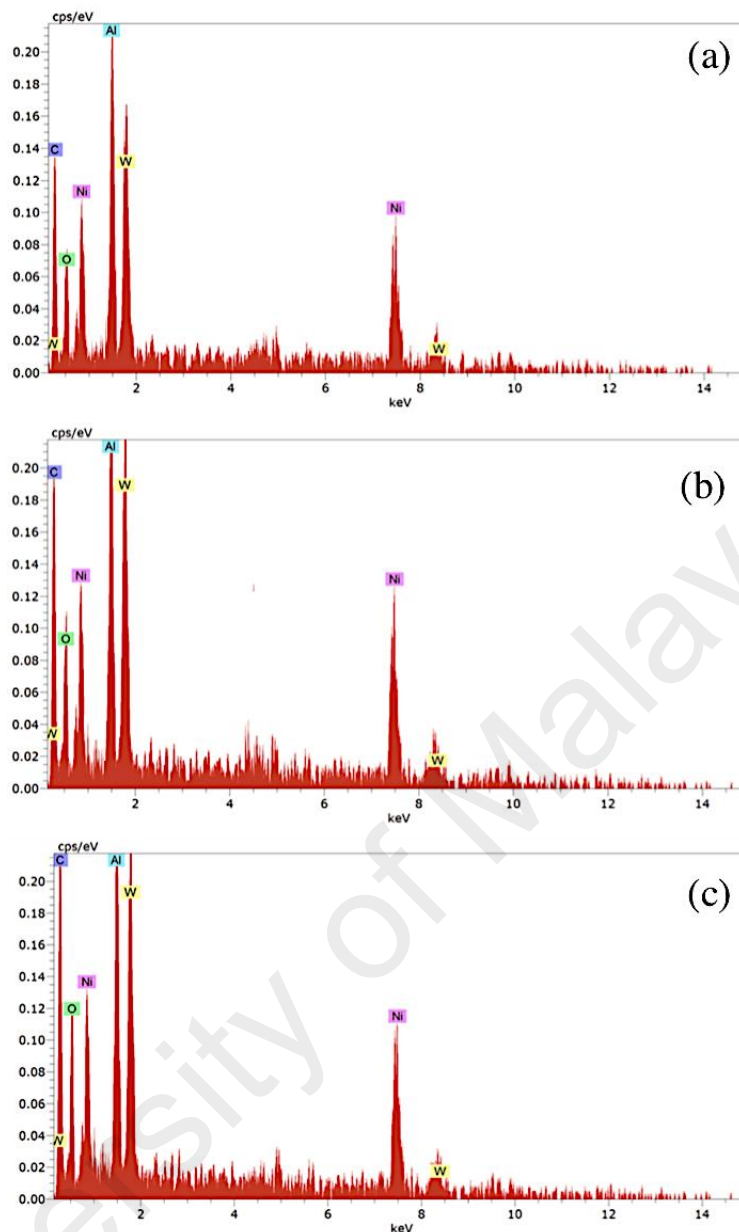 cps/eV
(a)
Al
0.20
0.18
0.16
0.14
C
W
0.12
Ni
Ni
0.10
0.08
O
0.06
0.04
0.02
W
W
0.00
2 4 6 8 10 12 14
keV
cps/eV
(b)
Al
0.20
C
W
0.18
0.16
0.14
Ni
Ni
0.12
0.10
O
0.08
0.06
0.04
W
0.02
W
0.00
2 4 6 8 10 12 14
keV
cps/eV
(c)
C Al
0.20
W
0.18
0.16
0.14
Ni
0.12
O
Ni
0.10
0.08
0.06
0.04
W
0.02
W
0.00
2 4 6 8 10 12 14
keV
ersity of Malay